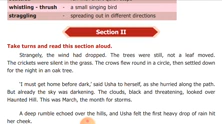 whistling - thrush - a small singing bird
straggling - spreading out in different directions
Section II
Take turns and read this section aloud.
Strangely, the wind had dropped. The trees were still, not a leaf moved.
The crickets were silent in the grass. The crows flew round in a circle, then settled down
for the night in an oak tree.
'I must get home before dark,' said Usha to herself, as she hurried along the path.
But already the sky was darkening. The clouds, black and threatening, looked over
Haunted Hill. This was March, the month for storms.
A deep rumble echoed over the hills, and Usha felt the first heavy drop of rain hit
her cheek.